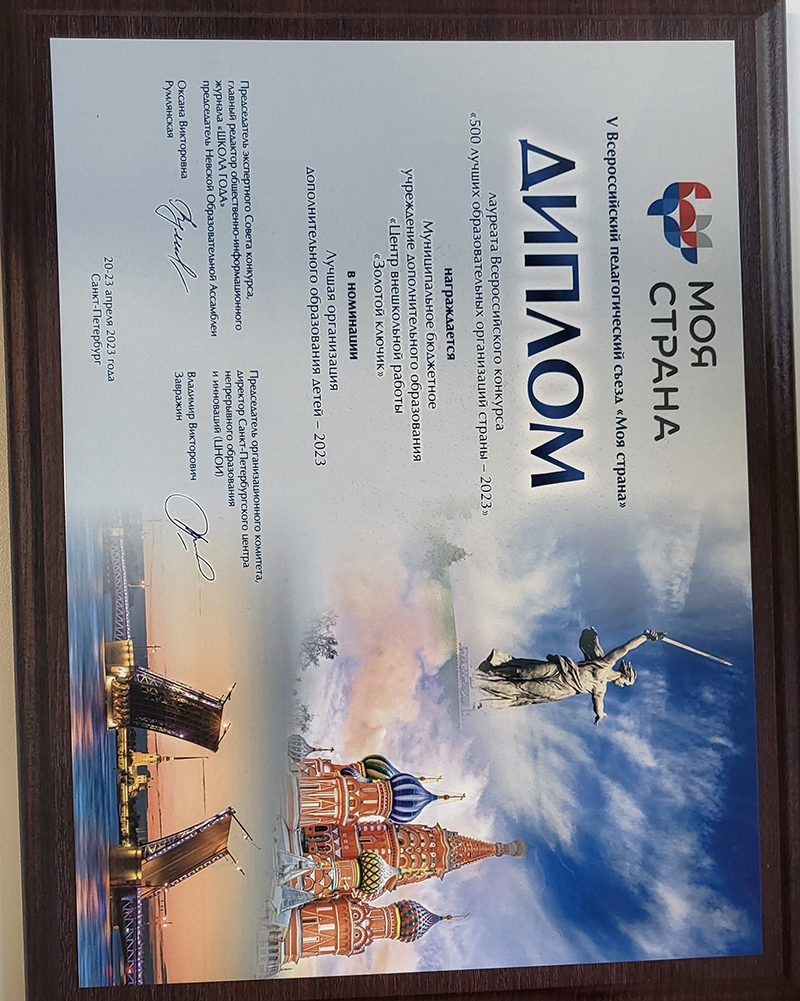 МОЯ
СТРАНА
V Всероссийский педагогический съезд «Моя страна»
ДИПЛОМ
лауреата Всероссийского конкурса
«500 лучших образовательных организаций страны – 2023»
награждается
Муниципальное бюджетное
учреждение дополнительного образования
«Центр внешкольной работы
«Золотой ключик»
в номинации
Лучшая организация
дополнительного образования детей – 2023
Председатель экспертного Совета конкурса,
главный редактор общественно-информационного
журнала «ШКОЛА ГОДА»
председатель Невской Образовательной Ассамблеи
Оксана Викторовна
Румлянская
Председатель организационного комитета,
директор Санкт-Петербургского центра
непрерывного образования
и инноваций (ЦНОИ)
Владимир Викторович
Завражин
20-23 апреля 2023 года
Санкт-Петербург